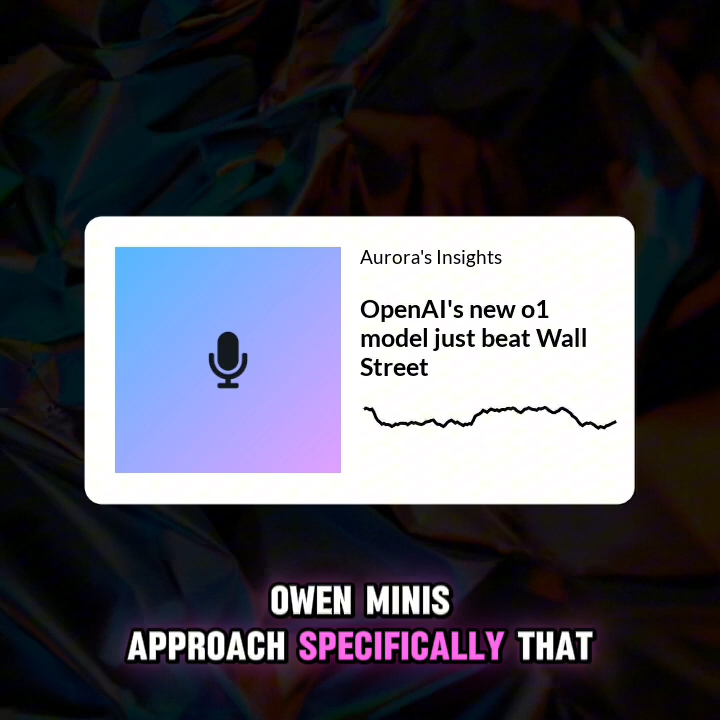 Aurora's Insights
OpenAI's new o1
model just beat Wall
Street
OWEN MINIS
APPROACH SPECIFICALLY THAT